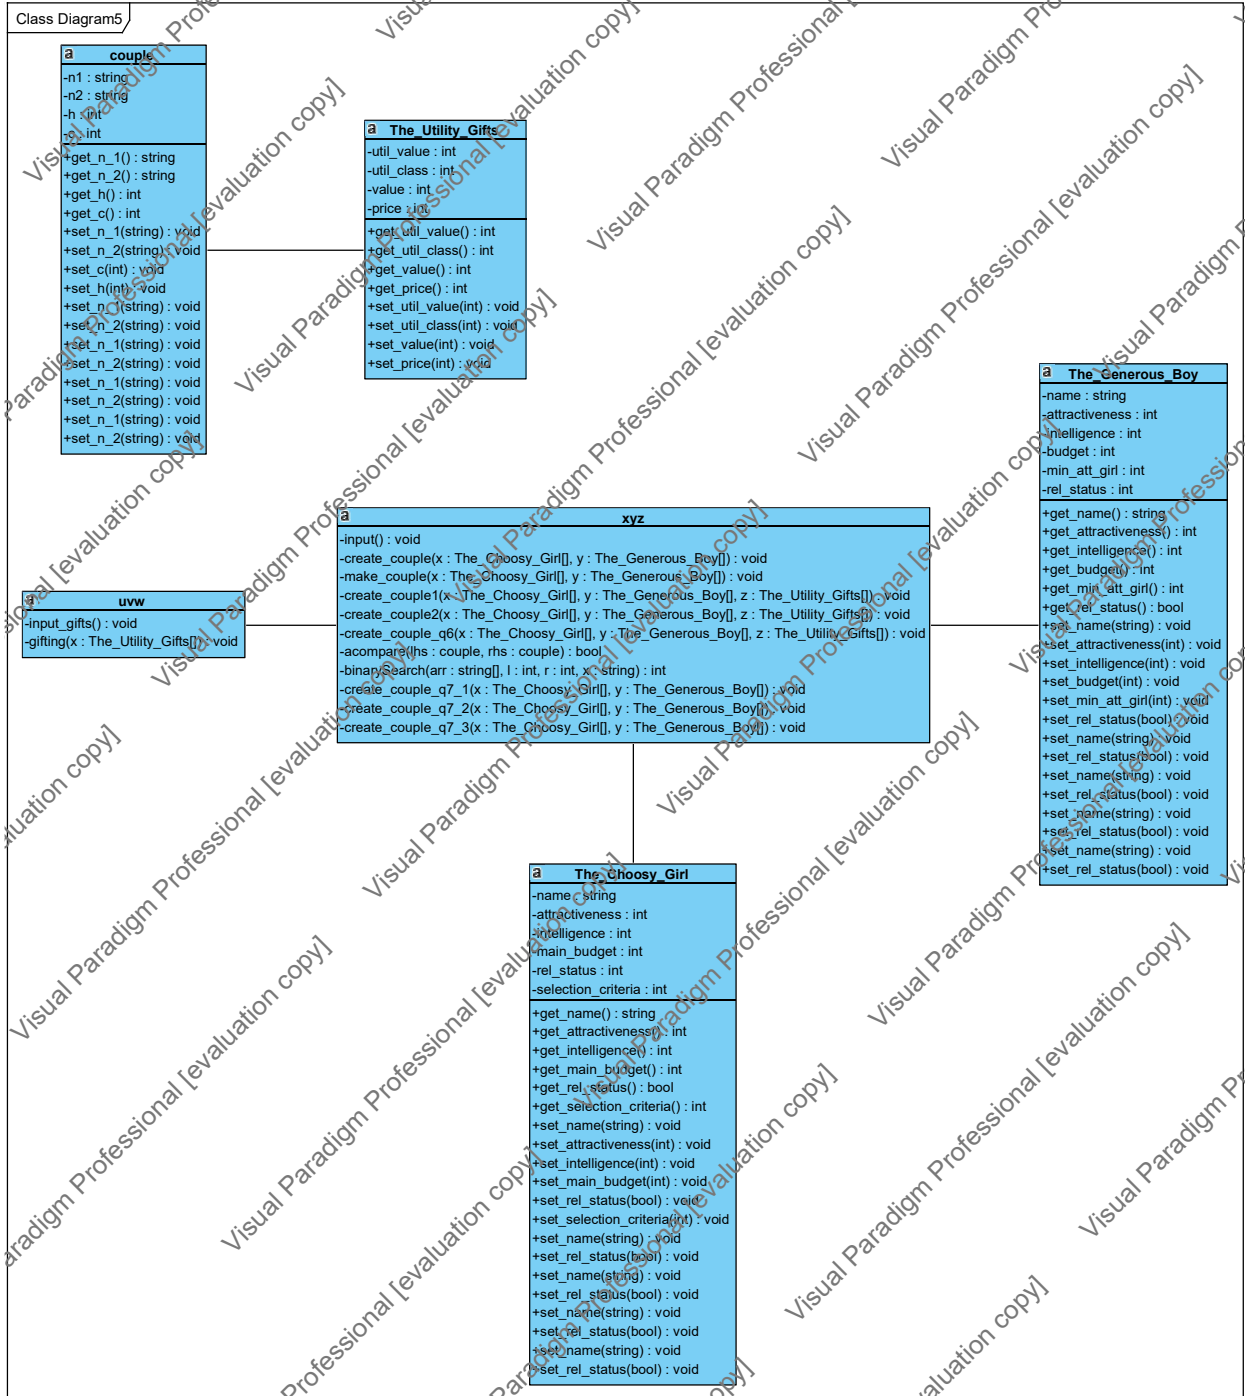 Class Diagram5
couple
-n1 : string
-n2 : string
-h : int
-c : int
+get_n_1() : string
+get_n_2() : string
+get_h() : int
+get_c() : int
+set_n_1(string) : void
+set_n_2(string) : void
+set_c(int) : void
+set_h(int) : void
+set_n_1(string) : void
+set_n_2(string) : void
+set_n_1(string) : void
+set_n_2(string) : void
+set_n_1(string) : void
+set_n_2(string) : void
+set_n_1(string) : void
+set_n_2(string) : void
The_Utility_Gifts
-util_value : int
-util_class : int
-value : int
-price : int
+get_util_value() : int
+get_util_class() : int
+get_value() : int
+get_price() : int
+set_util_value(int) : void
+set_util_class(int) : void
+set_value(int) : void
+set_price(int) : void
The_Generous_Boy
-name : string
-attractiveness : int
-intelligence : int
-budget : int
-min_att_girl : int
-rel_status : int
+get_name() : string
+get_attractiveness() : int
+get_intelligence() : int
+get_budget() : int
+get_min_att_girl() : int
+get_rel_status() : bool
+set_name(string) : void
+set_attractiveness(int) : void
+set_intelligence(int) : void
+set_budget(int) : void
+set_min_att_girl(int) : void
+set_rel_status(bool) : void
+set_name(string) : void
+set_rel_status(bool) : void
+set_name(string) : void
+set_rel_status(bool) : void
+set_name(string) : void
+set_rel_status(bool) : void
+set_name(string) : void
+set_rel_status(bool) : void
xyz
-input() : void
-create_couple(x : The_Choosy_Girl[], y : The_Generous_Boy[]) : void
-make_couple(x : The_Choosy_Girl[], y : The_Generous_Boy[]) : void
-create_couple1(x : The_Choosy_Girl[], y : The_Generous_Boy[], z : The_Utility_Gifts[]) : void
-create_couple2(x : The_Choosy_Girl[], y : The_Generous_Boy[], z : The_Utility_Gifts[]) : void
-create_couple_q6(x : The_Choosy_Girl[], y : The_Generous_Boy[], z : The_Utility_Gifts[]) : void
-acompare(lhs : couple, rhs : couple) : bool
-binarySearch(arr : string[], l : int, r : int, x : string) : int
-create_couple_q7_1(x : The_Choosy_Girl[], y : The_Generous_Boy[]) : void
-create_couple_q7_2(x : The_Choosy_Girl[], y : The_Generous_Boy[]) : void
-create_couple_q7_3(x : The_Choosy_Girl[], y : The_Generous_Boy[]) : void
uvw
-input_gifts() : void
-gifting(x : The_Utility_Gifts[]) : void
The_Choosy_Girl
-name : string
-attractiveness : int
-intelligence : int
-main_budget : int
-rel_status : int
-selection_criteria : int
+get_name() : string
+get_attractiveness() : int
+get_intelligence() : int
+get_main_budget() : int
+get_rel_status() : bool
+get_selection_criteria() : int
+set_name(string) : void
+set_attractiveness(int) : void
+set_intelligence(int) : void
+set_main_budget(int) : void
+set_rel_status(bool) : void
+set_selection_criteria(int) : void
+set_name(string) : void
+set_rel_status(bool) : void
+set_name(string) : void
+set_rel_status(bool) : void
+set_name(string) : void
+set_rel_status(bool) : void
+set_name(string) : void
+set_rel_status(bool) : void
Visual Paradigm Professional [evaluation copy]